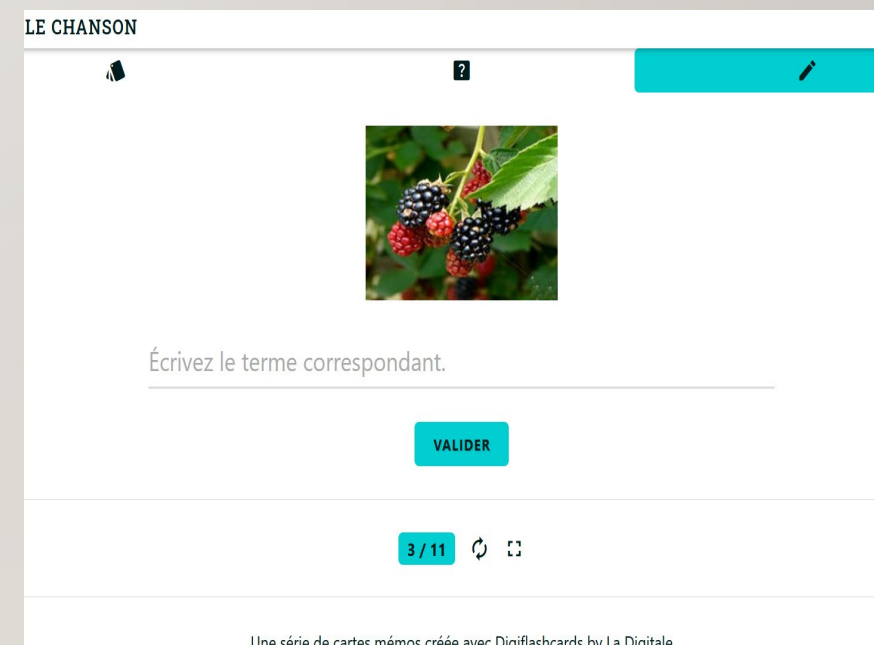 LE CHANSON
?
Écrivez le terme correspondant.
VALIDER
3 / 11
Une série de cartes mémos créée avec Digiflashcards by La Digitale